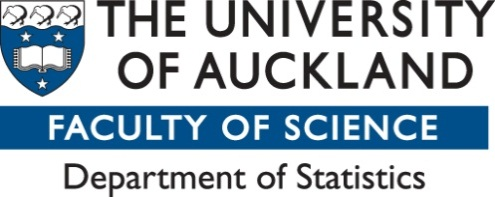 THE UNIVERSITY
OF AUCKLAND
FACULTY OF SCIENCE
Department of Statistics